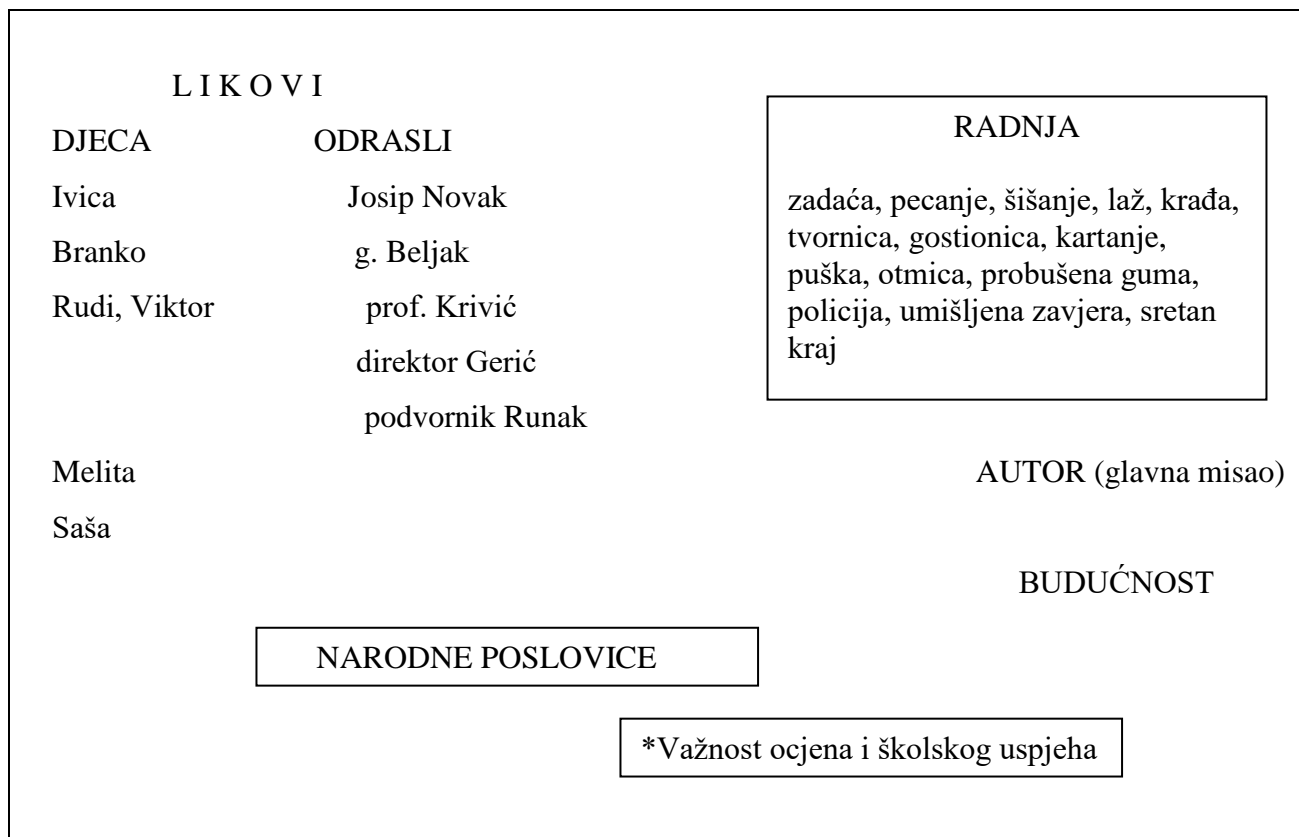 L I K O V I
DJECA ODRASLI
Ivica Josip Novak
Branko g. Beljak
Rudi, Viktor prof. Krivić
direktor Gerić
podvornik Runak
Melita
Saša
RADNJA
zadaća, pecanje, šišanje, laž, krađa,
tvornica, gostionica, kartanje,
puška, otmica, probušena guma,
policija, umišljena zavjera, sretan
kraj
AUTOR (glavna misao)
BUDUĆNOST
NARODNE POSLOVICE
*Važnost ocjena i školskog uspjeha